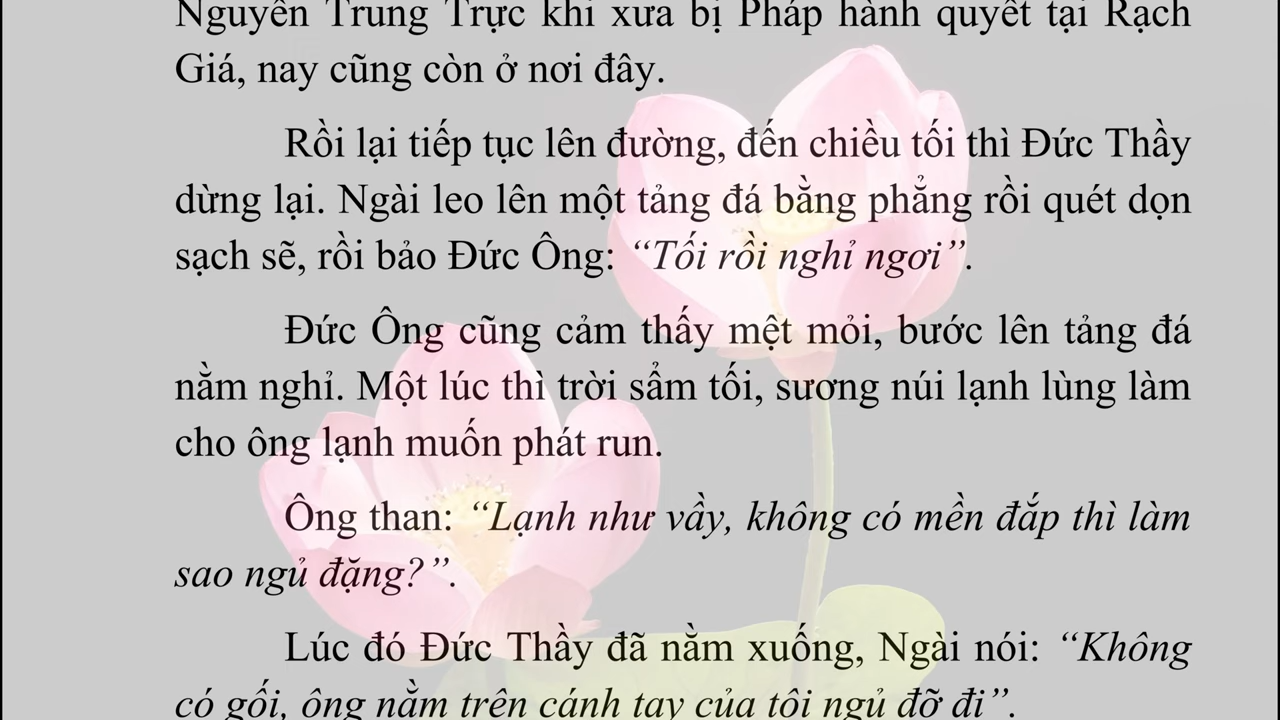 Nguyễn Trung Trực khi xưa bị Pháp hành quyết tại Rạch
Giá, nay cũng còn ở nơi đây.
Rồi lại tiếp tục lên đường, đến chiều tối thì Đức Thầy
dừng lại. Ngài leo lên một tảng đá bằng phẳng rồi quét dọn
sạch sẽ, rồi bảo Đức Ông: “Tối rồi nghỉ ngơi”.
Đức Ông cũng cảm thấy mệt mỏi, bước lên tảng đá
nằm nghỉ. Một lúc thì trời sẩm tối, sương núi lạnh lùng làm
cho ông lạnh muốn phát run.
Ông than: “Lạnh như vầy, không có mền đắp thì làm
sao ngủ đặng?”.
Lúc đó Đức Thầy đã nằm xuống, Ngài nói: “Không
có gối, ông nằm trên cánh tay của tôi ngủ đỡ đi”.